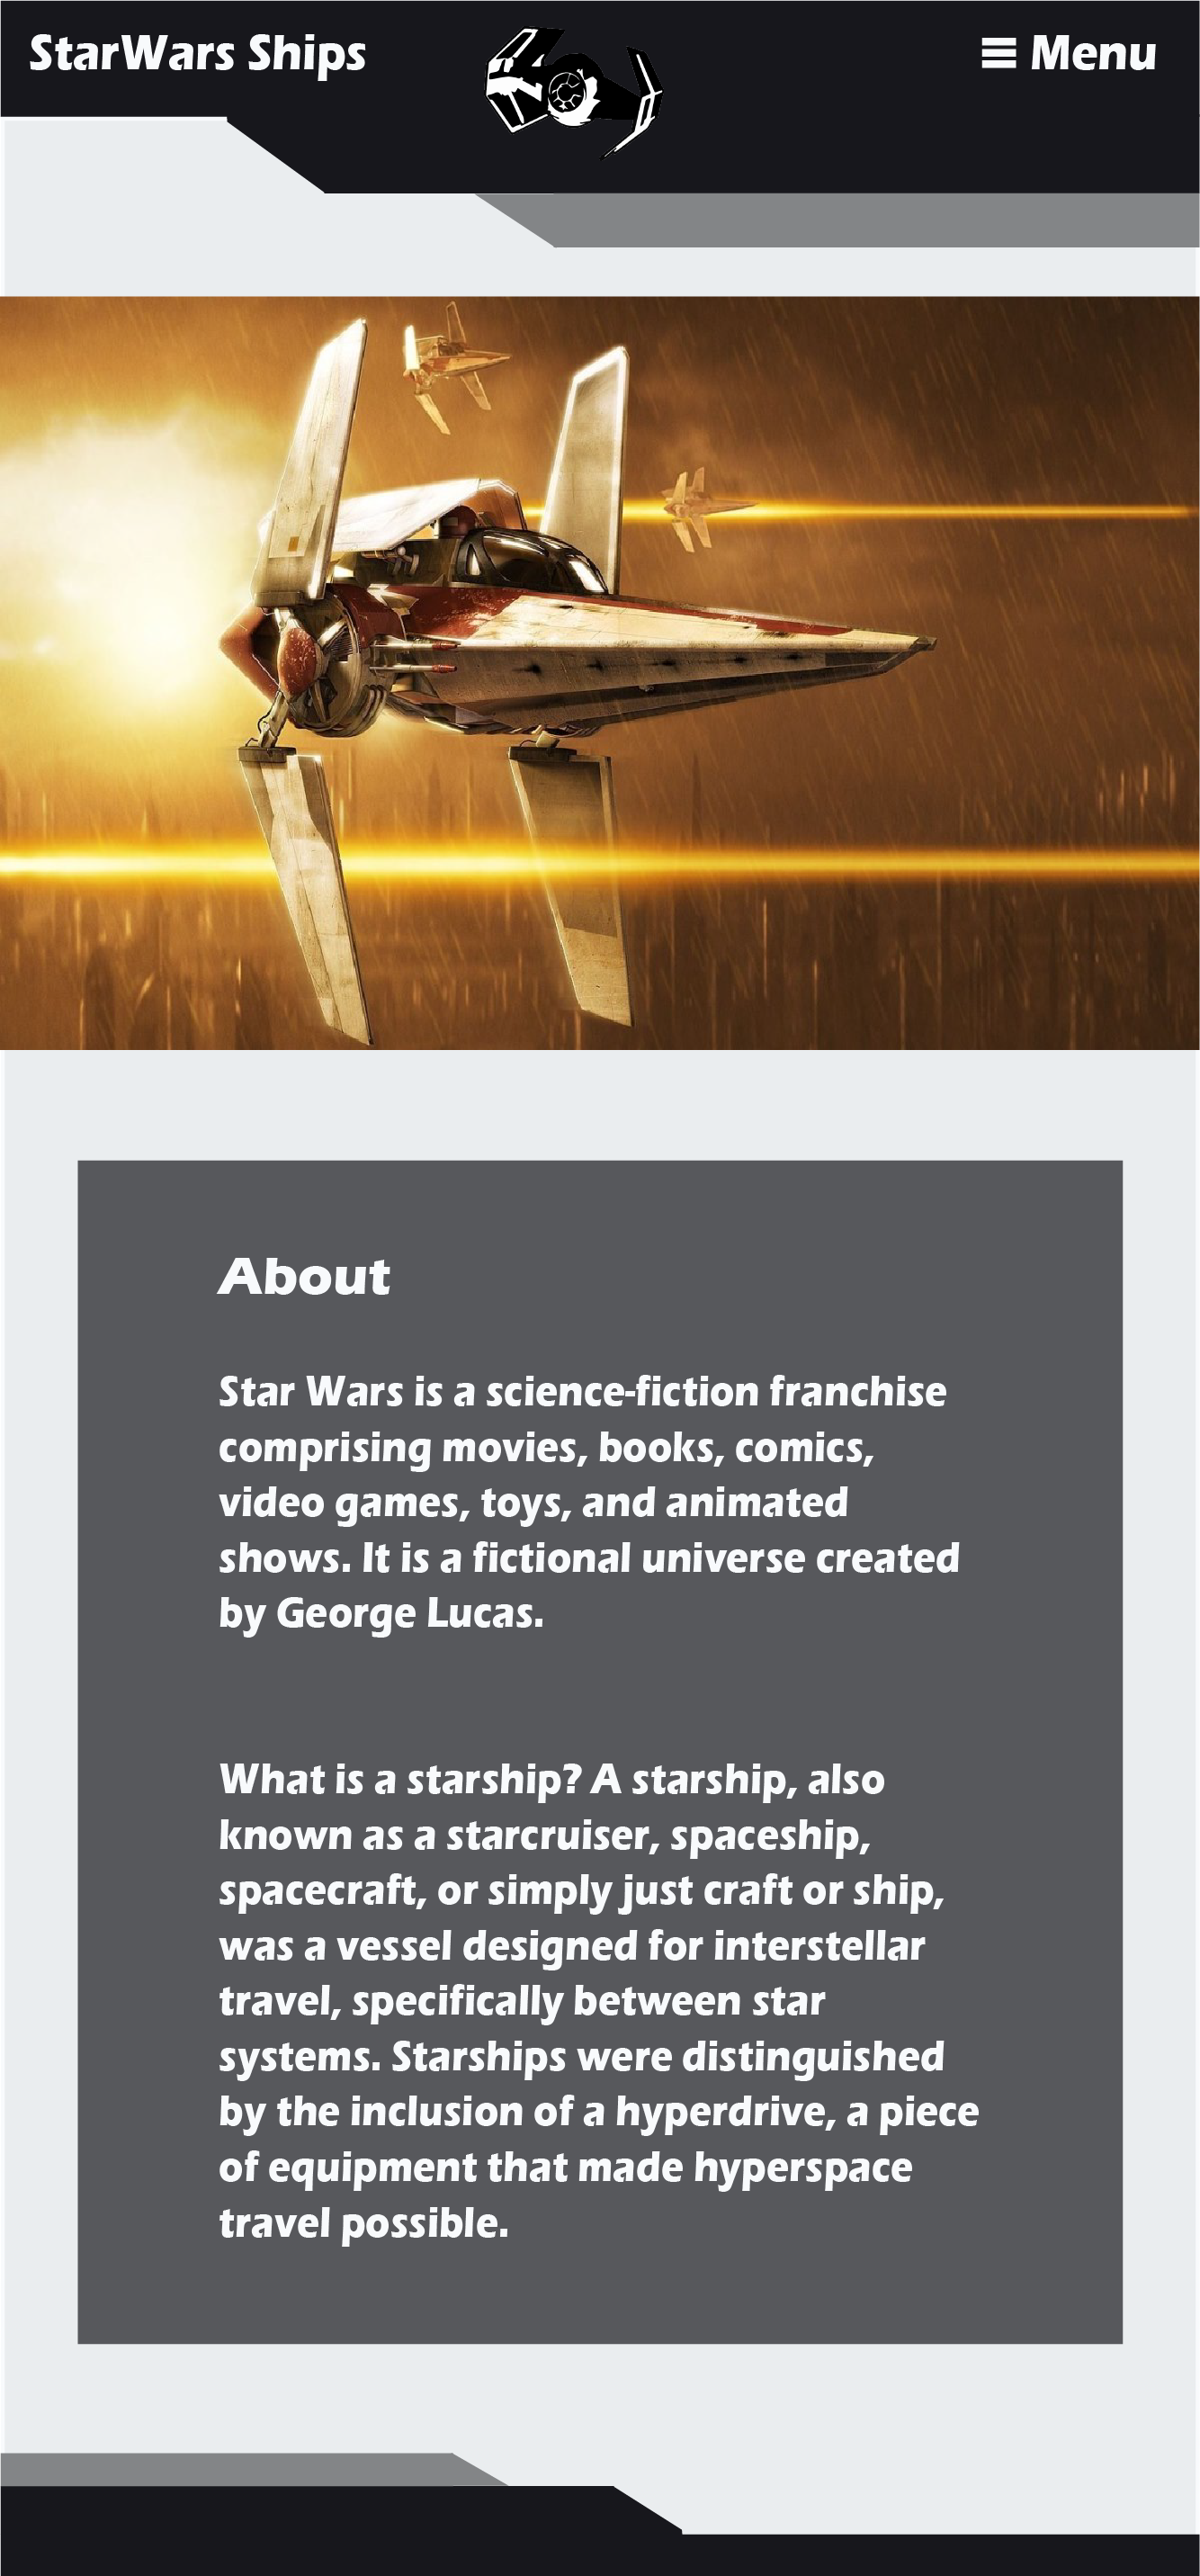 StarWars Ships
Menu
About
Star Wars is a science-fiction franchise
comprising movies, books, comics,
video games, toys, and animated
shows. It is a fictional universe created
by George Lucas.
What is a starship? A starship, also
known as a starcruiser, spaceship,
spacecraft, or simply just craft or ship,
was a vessel designed for interstellar
travel, specifically between star
systems. Starships were distinguished
by the inclusion of a hyperdrive, a piece
of equipment that made hyperspace
travel possible.